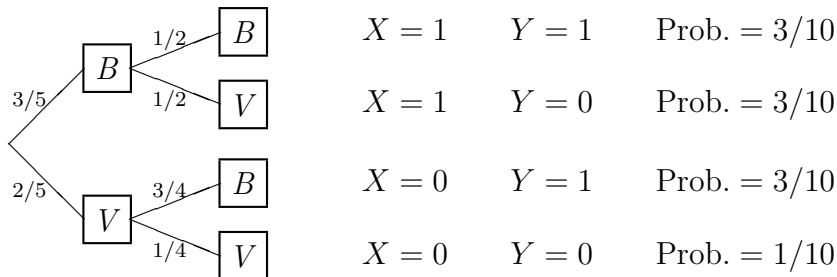 1/2 B X = 1 Y = 1 Prob. = 3/10
B
3/5 1/2 V X = 1 Y = 0 Prob. = 3/10
2/5 3/4 B X = 0 Y = 1 Prob. = 3/10
V
1/4 V X = 0 Y = 0 Prob. = 1/10